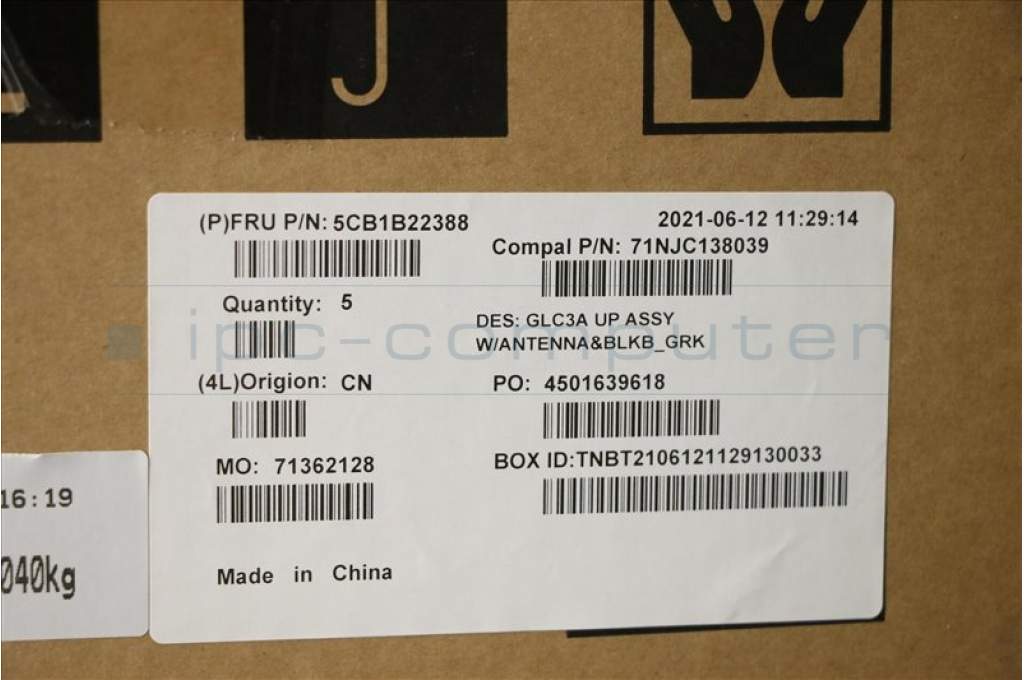 (P)FRU P/N: 5CB1B22388
2021-06-12 11:29:14
Compal P/N: 71NJC138039
Quantity: 5
DES: GLC3A UP ASSY
W/ANTENNA&BLKB_GRK
ipc-computer
(4L)Origion: CN
PO: 4501639618
MO: 71362128
BOX ID:TNBT2106121129130033
Made in China
16:19
040kg